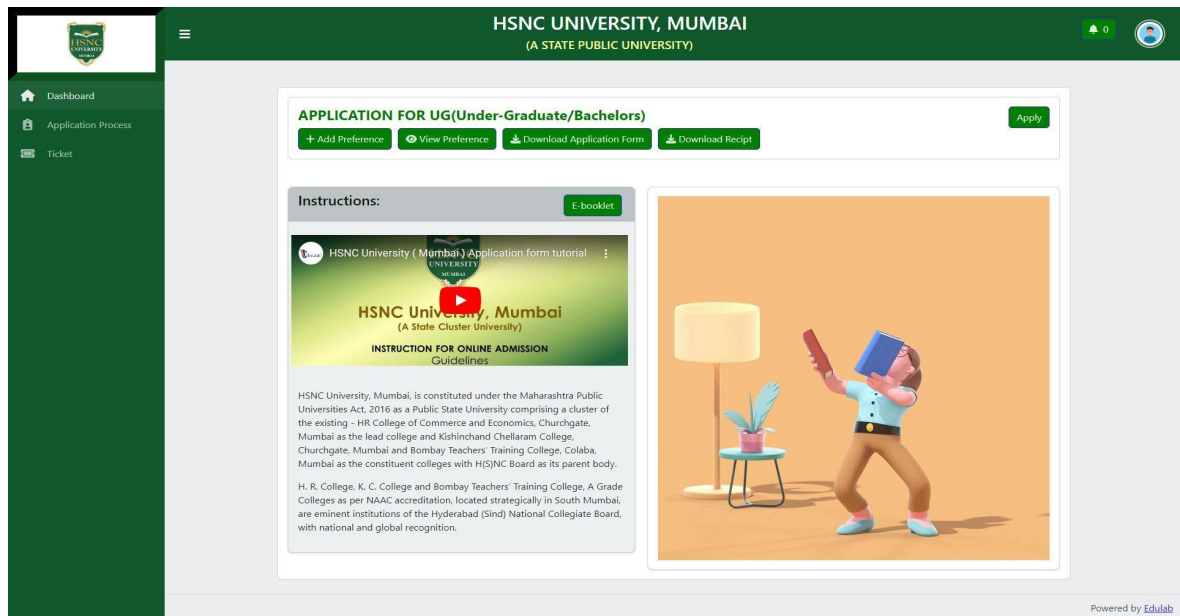 HSNC
UNIVERSITY
MUMBAI
HSNC UNIVERSITY, MUMBAI
(A STATE PUBLIC UNIVERSITY)
0
Dashboard
Application Process
Ticket
APPLICATION FOR UG(Under-Graduate/Bachelors)
Apply
+ Add Preference
View Preference
Download Application Form
Download Recipt
Instructions:
E-booklet
HSNC University ( Mumbai ) Application form tutorial
UNIVERSITY
MUMBAI
HSNC University, Mumbai
(A State Cluster University)
INSTRUCTION FOR ONLINE ADMISSION
Guidelines
HSNC University, Mumbai, is constituted under the Maharashtra Public
Universities Act, 2016 as a Public State University comprising a cluster of
the existing - HR College of Commerce and Economics, Churchgate,
Mumbai as the lead college and Kishinchand Chellaram College,
Churchgate, Mumbai and Bombay Teachers' Training College, Colaba,
Mumbai as the constituent colleges with H(S)NC Board as its parent body.
H. R. College, K. C. College and Bombay Teachers' Training College, A Grade
Colleges as per NAAC accreditation, located strategically in South Mumbai,
are eminent institutions of the Hyderabad (Sind) National Collegiate Board,
with national and global recognition.
Powered by Edulab